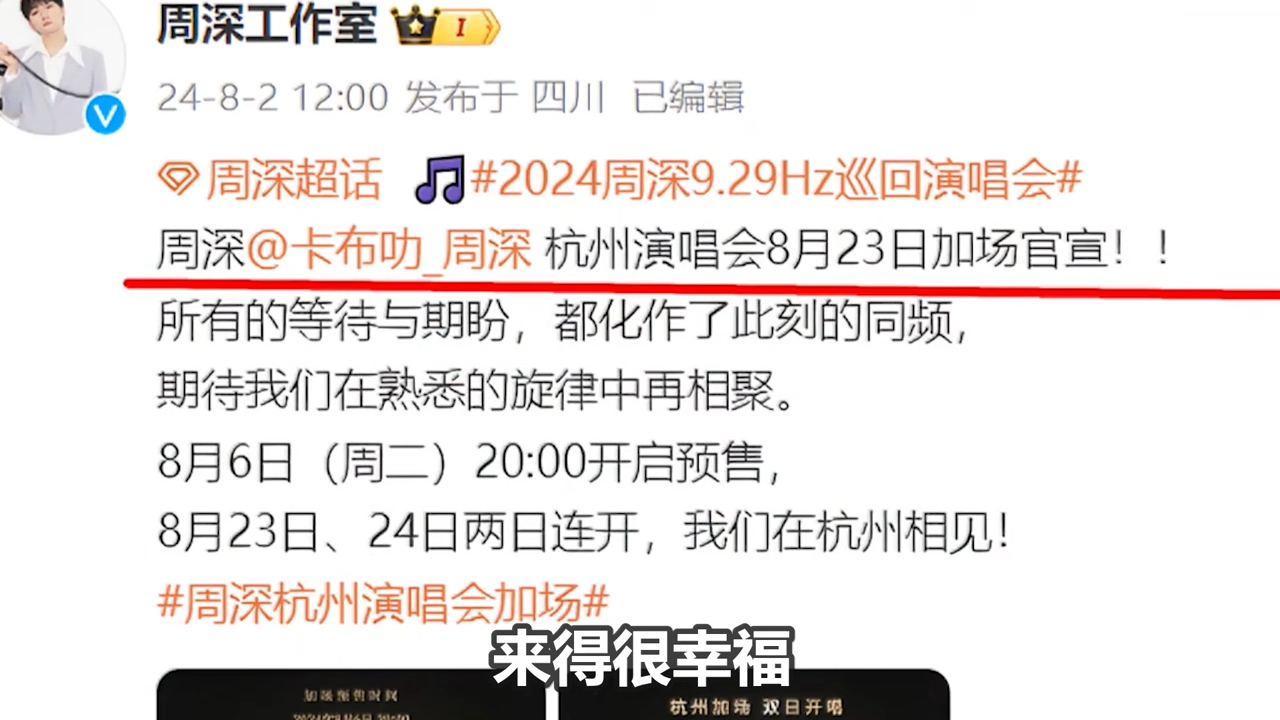 周深工作室 I
24-8-2 12:00 发布于 四川 已编辑
周深超话 #2024周深9.29Hz巡回演唱会#
周深@卡布叻_周深 杭州演唱会8月23日加场官宣！！
所有的等待与期盼，都化作了此刻的同频，
期待我们在熟悉的旋律中再相聚。
8月6日（周二）20:00开启预售，
8月23日、24日两日连开，我们在杭州相见！
#周深杭州演唱会加场#
来得很幸福
加场预售时间
杭州加场 双日开唱